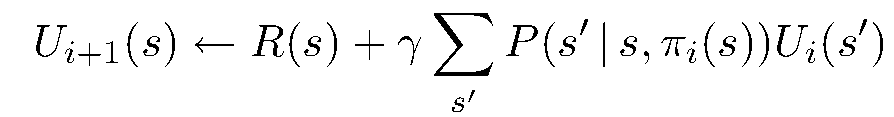 U_{i+1}(s) ← R(s) + γ ∑_{s′} P(s′ | s, π_i(s))U_i(s′)